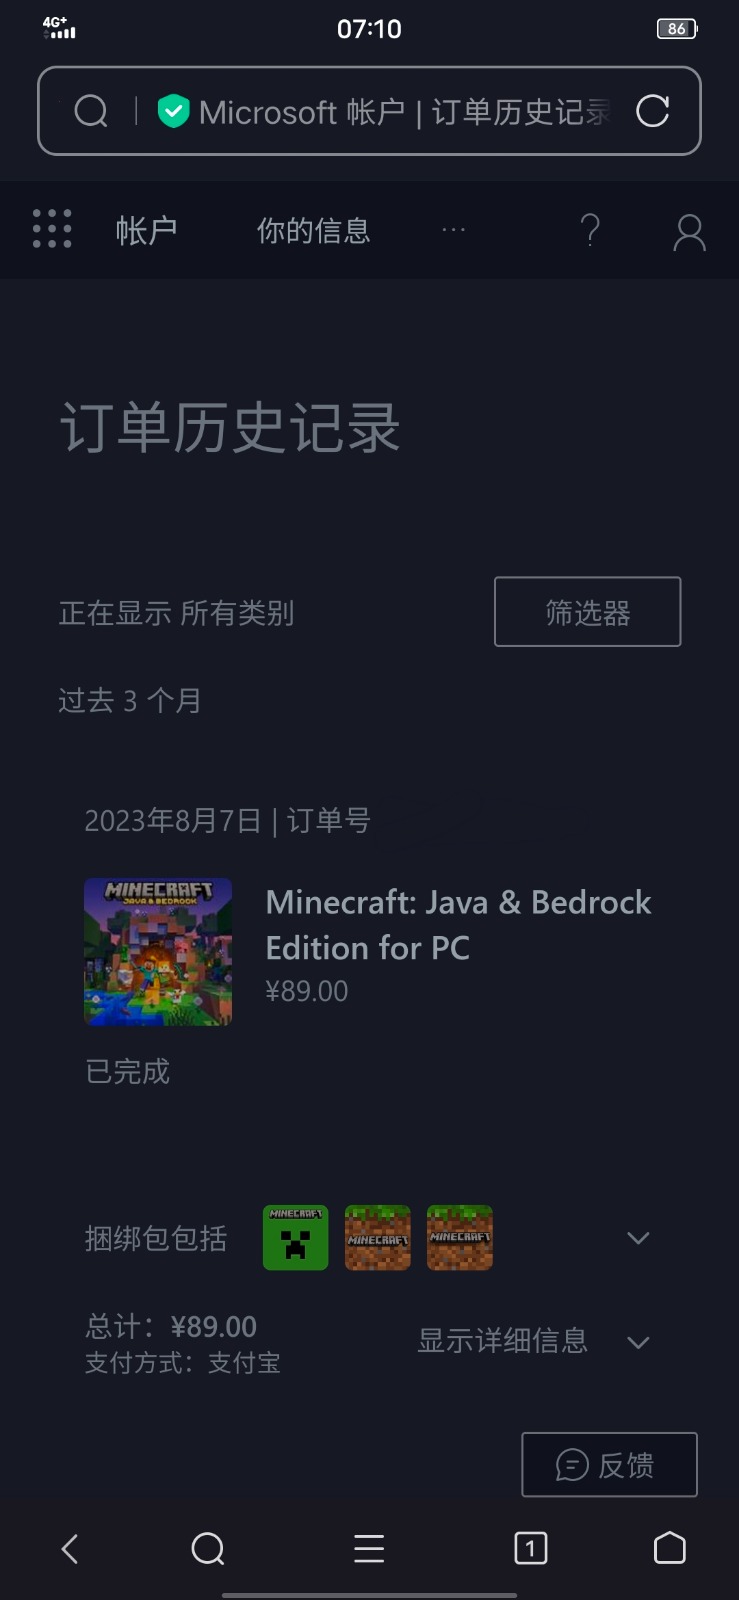 4G+
07:10
86
Microsoft 帐户 | 订单历史记录
帐户
你的信息
...
?
订单历史记录
正在显示 所有类别
筛选器
过去 3 个月
2023年8月7日 | 订单号
MINECRAFT
JAVA & BEDROCK
Minecraft: Java & Bedrock
Edition for PC
¥89.00
已完成
捆绑包包括
MINECRAFT
MINECRAFT
MINECRAFT
总计：¥89.00
支付方式：支付宝
显示详细信息
反馈
1